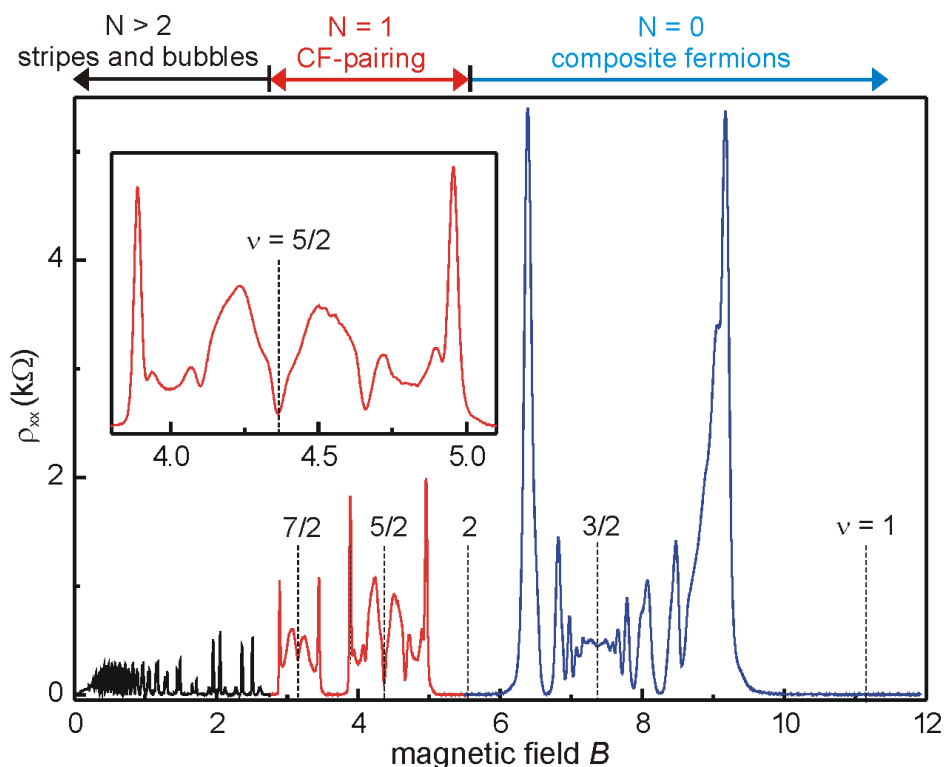 N > 2
stripes and bubbles
N = 1
CF-pairing
N = 0
composite fermions
ν = 5/2
4.0 4.5 5.0
7/2 5/2 2 3/2 ν = 1
ρxx (kΩ)
4
2
0
0 2 4 6 8 10 12
magnetic field B